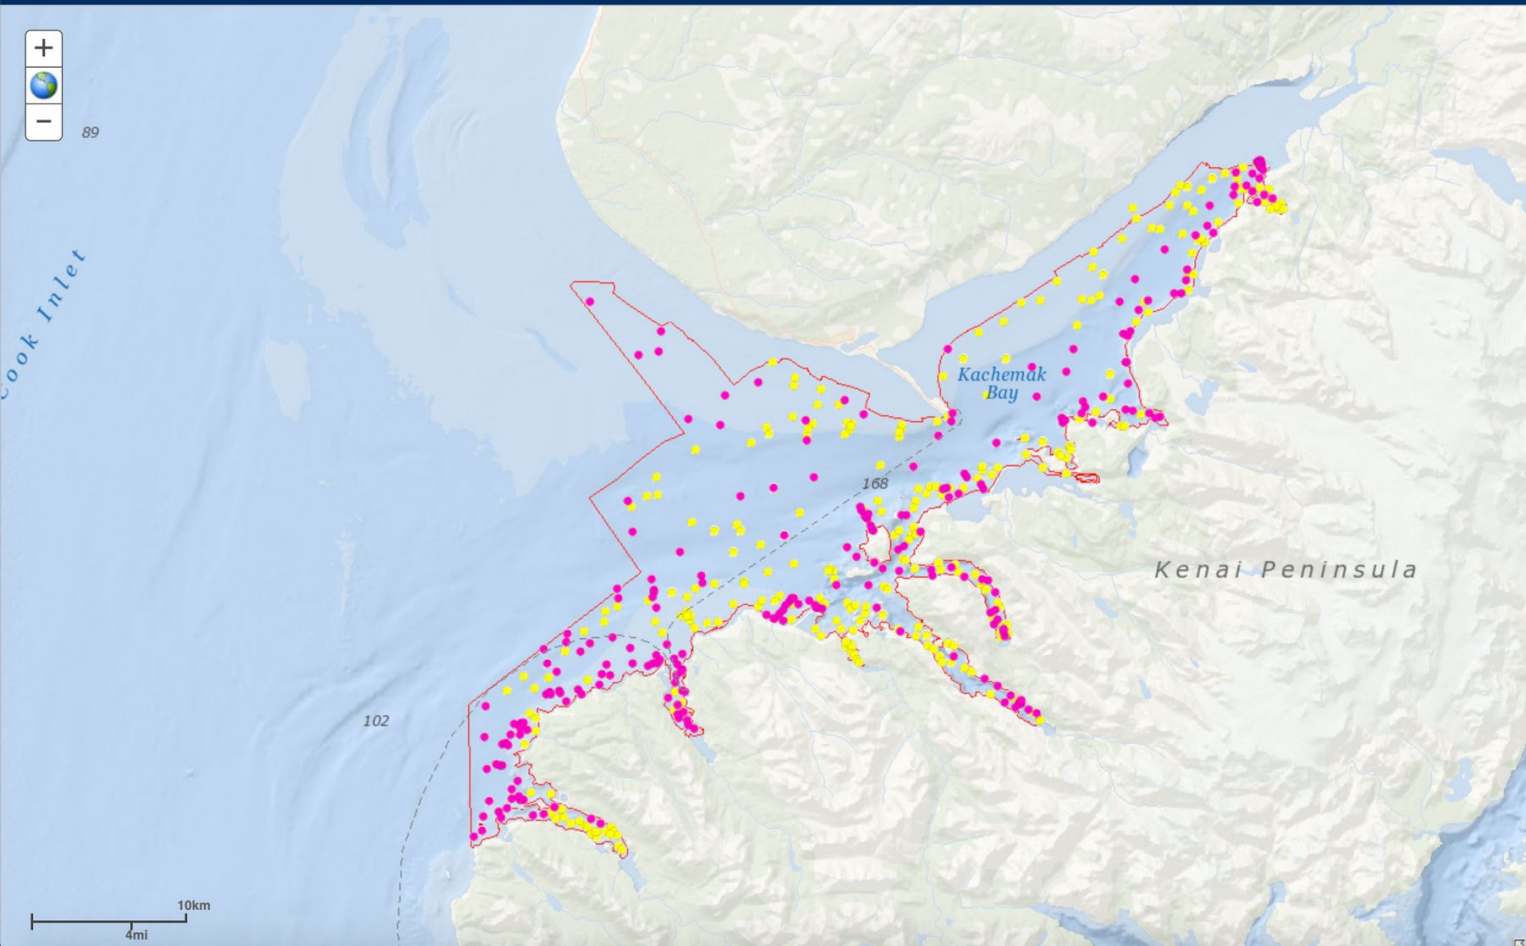 +
−
89
Cook Inlet
Kachemak
Bay
168
Kenai Peninsula
102
10km
4mi